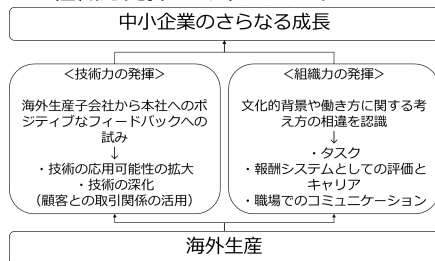 中小企業のさらなる成長
＜技術力の発揮＞
海外生産子会社から本社へのポ
ジティブなフィードバックへの
試み
↓
・技術の応用可能性の拡大
・技術の深化
（顧客との取引関係の活用）
＜組織力の発揮＞
文化的背景や働き方に関する考
え方の相違を認識
↓
・タスク
・報酬システムとしての評価と
キャリア
・職場でのコミュニケーション
海外生産